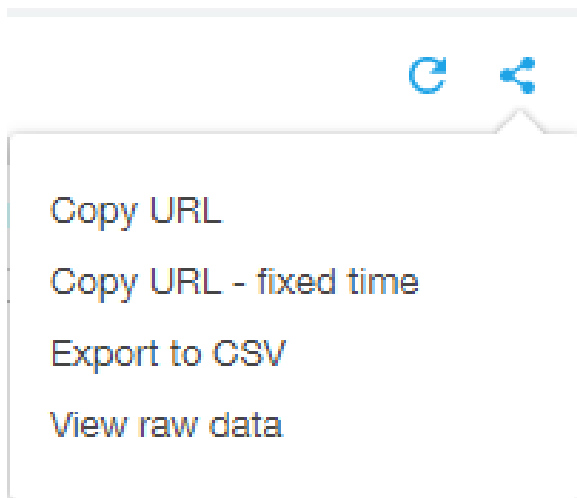 Copy URL
Copy URL - fixed time
Export to CSV
View raw data